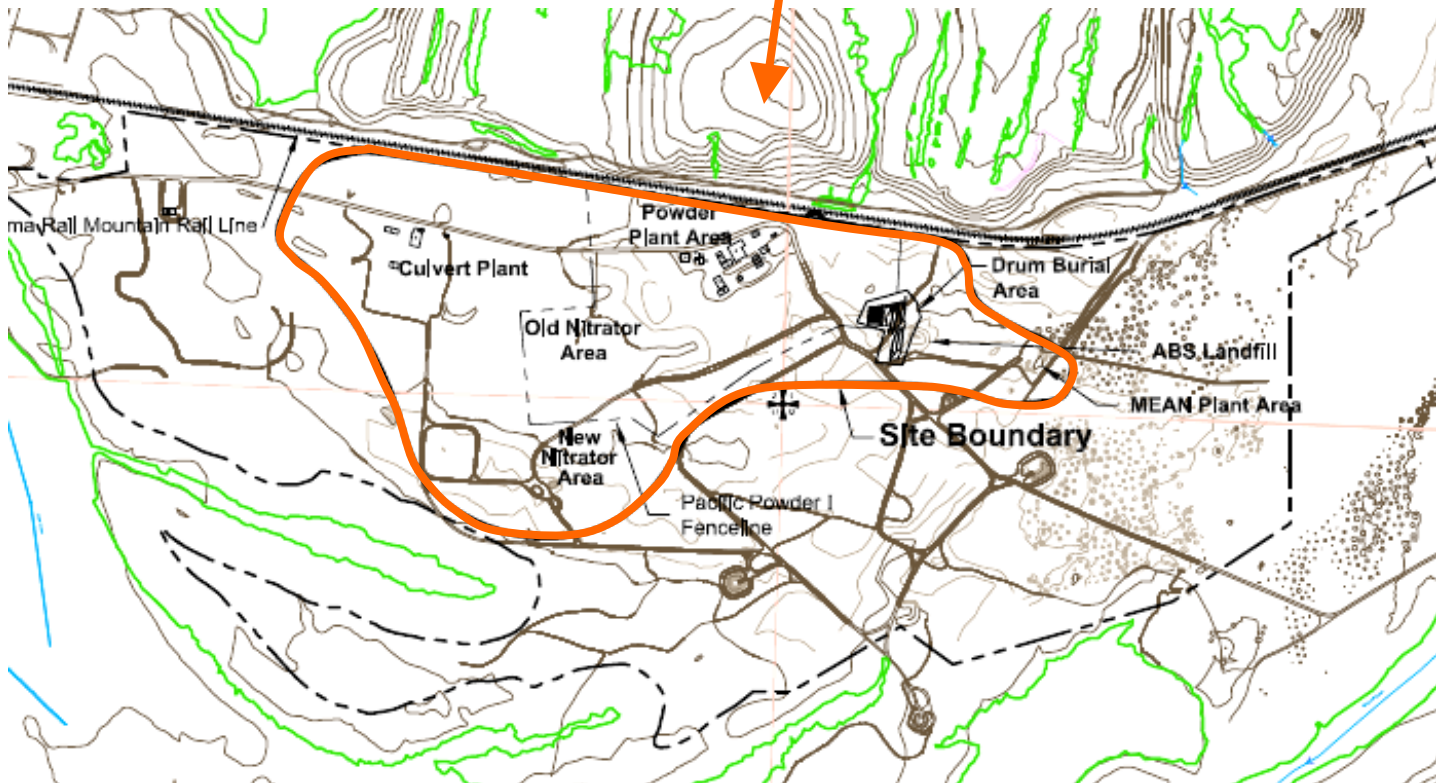 Powder
Plant Area
ma Rail Mountain Rail Line
Culvert Plant
Drum Burial
Area
Old Nitrator
Area
ABS Landfill
MEAN Plant Area
Site Boundary
New
Nitrator
Area
Pacific Powder I
Fenceline